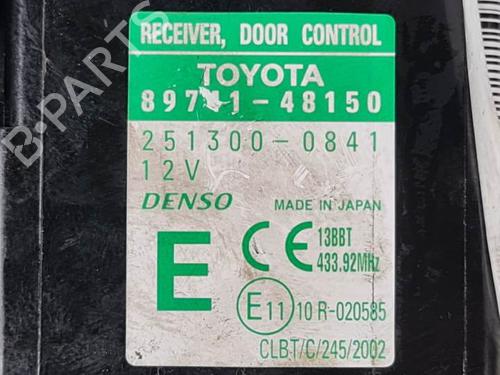 RECEIVER, DOOR CONTROL
TOYOTA
89741-48150
251300-0841
12V
DENSO MADE IN JAPAN
E CE 13BBT
433.92MHz
E11 10 R-020585
CLBT/C/245/2002
B-PARTS